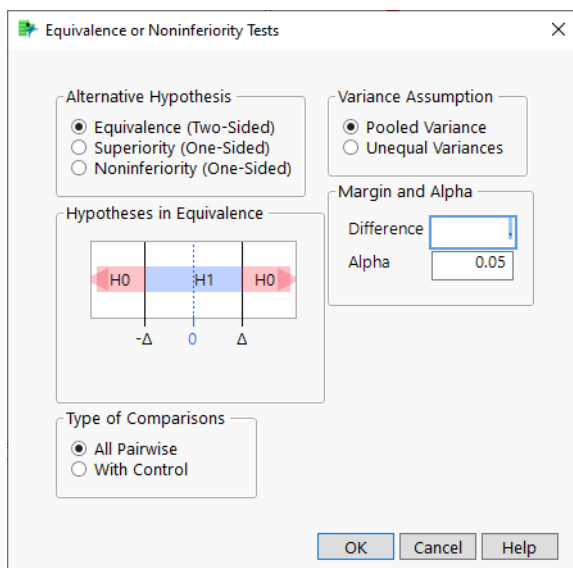 Equivalence or Noninferiority Tests
Alternative Hypothesis
Equivalence (Two-Sided)
Superiority (One-Sided)
Noninferiority (One-Sided)
Variance Assumption
Pooled Variance
Unequal Variances
Margin and Alpha
Difference .
Alpha 0.05
Hypotheses in Equivalence
H0 H1 H0
-Δ 0 Δ
Type of Comparisons
All Pairwise
With Control
OK Cancel Help